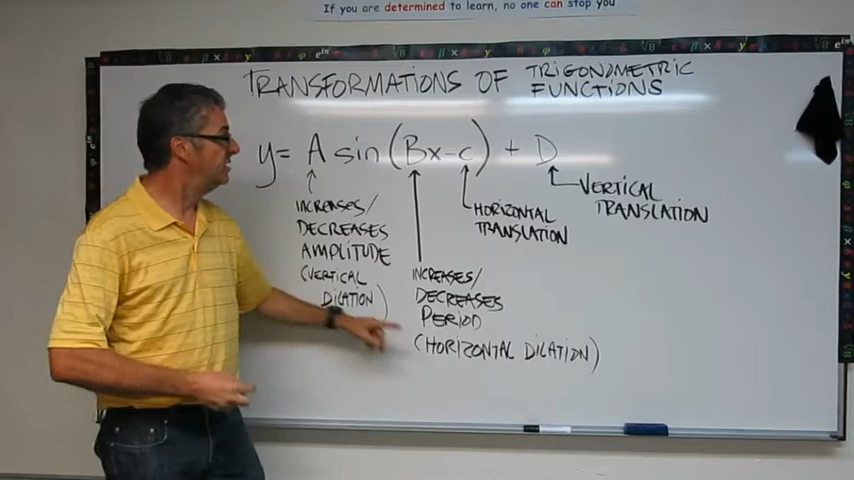 If you are determined to learn, no one can stop you
TRANSFORMATIONS OF TRIGONOMETRIC
FUNCTIONS
y= A sin(Bx-c) + D
INCREASES/
DECREASES
AMPLITUDE
(VERTICAL
DILATION)
INCREASES/
DECREASES
PERIOD
(HORIZONTAL DILATION)
HORIZONTAL
TRANSLATION
VERTICAL
TRANSLATION